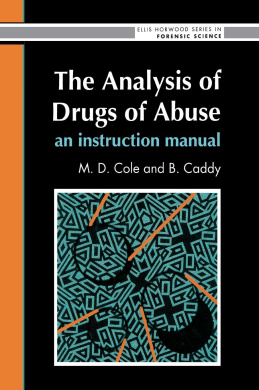 ELLIS HORWOOD SERIES IN
FORENSIC SCIENCE
The Analysis of
Drugs of Abuse
an instruction manual
M. D. Cole and B. Caddy